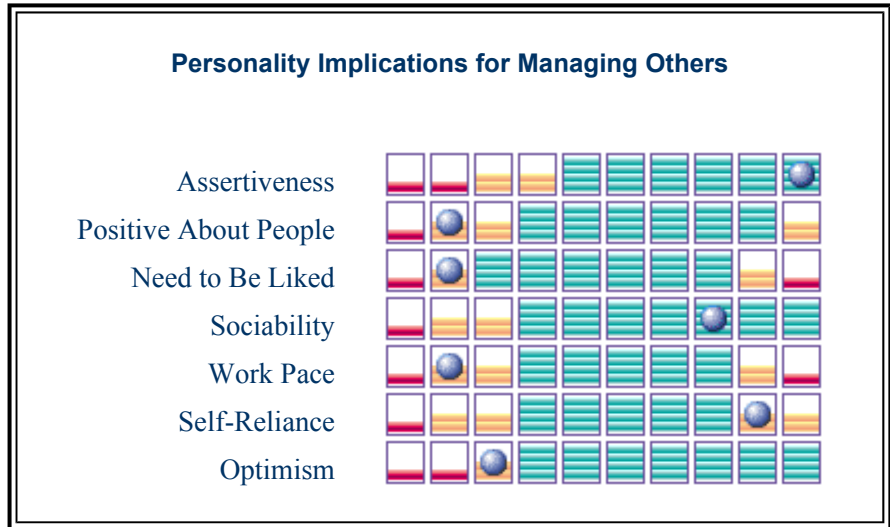 Personality Implications for Managing Others
Assertiveness
Positive About People
Need to Be Liked
Sociability
Work Pace
Self-Reliance
Optimism